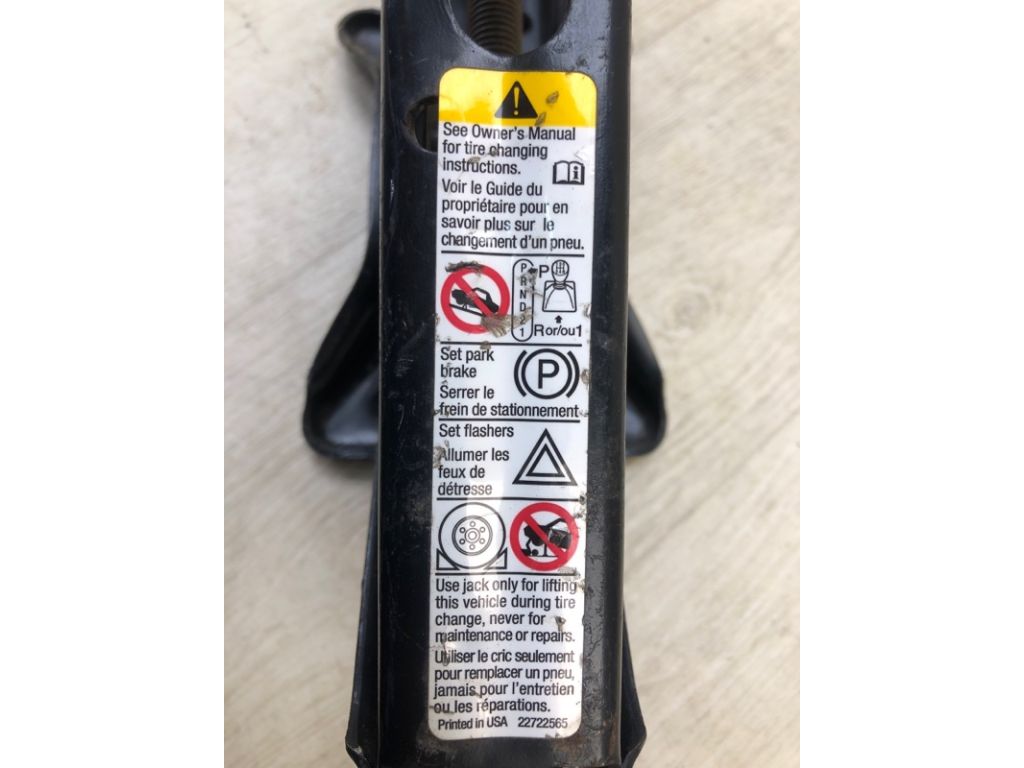 See Owner's Manual
for tire changing
instructions.
Voir le Guide du
propriétaire pour en
savoir plus sur le
changement d'un pneu.
P
R
N
D
2
1
P
R or/ou 1
Set park
brake
P
Serrer le
frein de stationnement
Set flashers
Allumer les
feux de
détresse
Use jack only for lifting
this vehicle during tire
change, never for
maintenance or repairs.
Utiliser le cric seulement
pour remplacer un pneu,
jamais pour l'entretien
ou les réparations.
Printed in USA 22722565